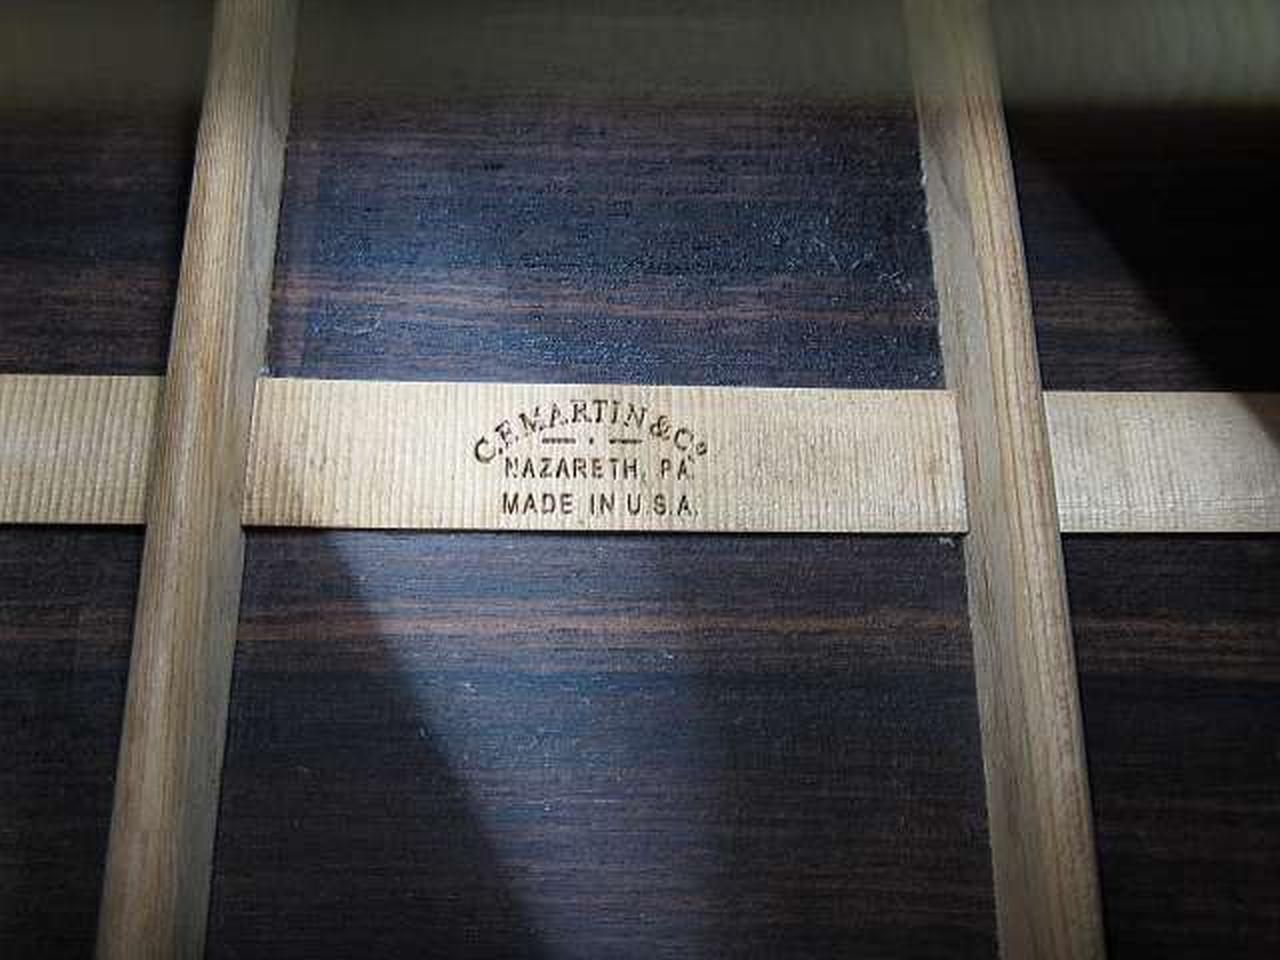 C.F. MARTIN & Co
NAZARETH, PA.
MADE IN U.S.A.